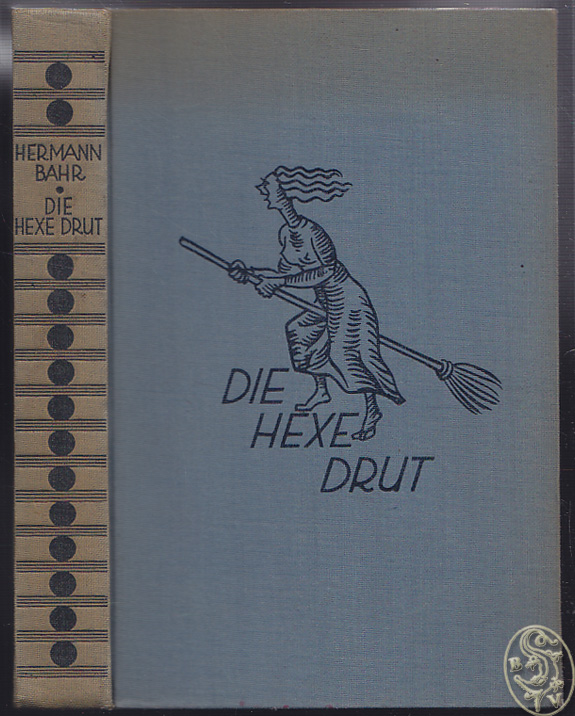 HERMANN
BAHR
•
DIE
HEXE DRUT
DIE
HEXE
DRUT